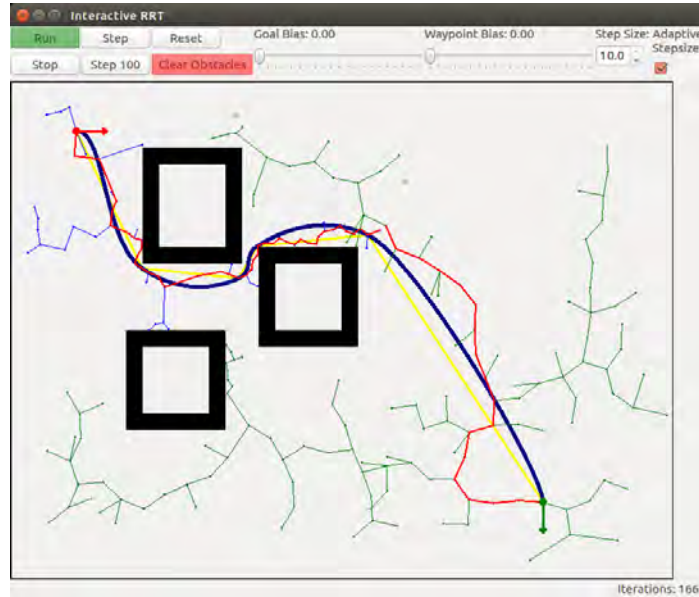 Interactive RRT
Run Step Reset Goal Bias: 0.00 Waypoint Bias: 0.00 Step Size: Adaptive
Stepsize
Stop Step 100 Clear Obstacles 10.0
Iterations: 166